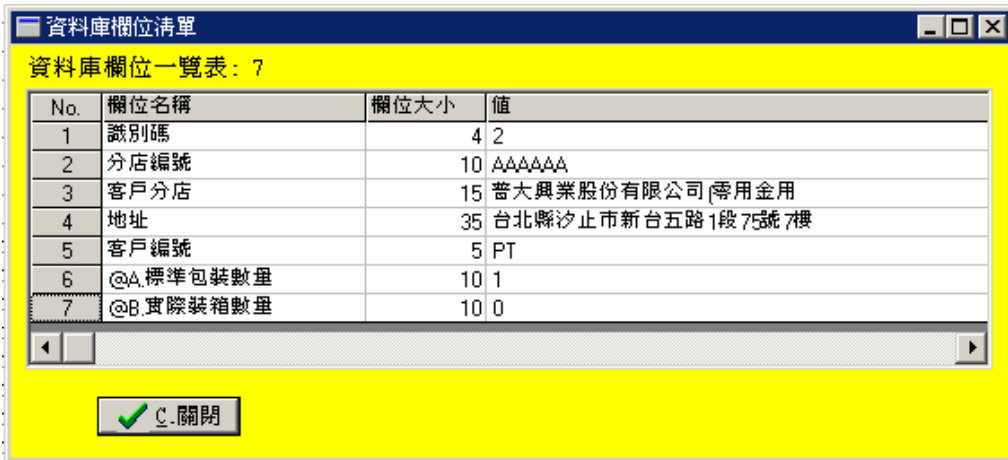 資料庫欄位清單
資料庫欄位一覽表: 7
No. 欄位名稱 欄位大小 值
1 識別碼 4 2
2 分店編號 10 AAAAAA
3 客戶分店 15 普大興業股份有限公司(零用金用
4 地址 35 台北縣汐止市新台五路1段75號7樓
5 客戶編號 5 PT
6 @A.標準包裝數量 10 1
7 @B.實際裝箱數量 10 0
C.關閉